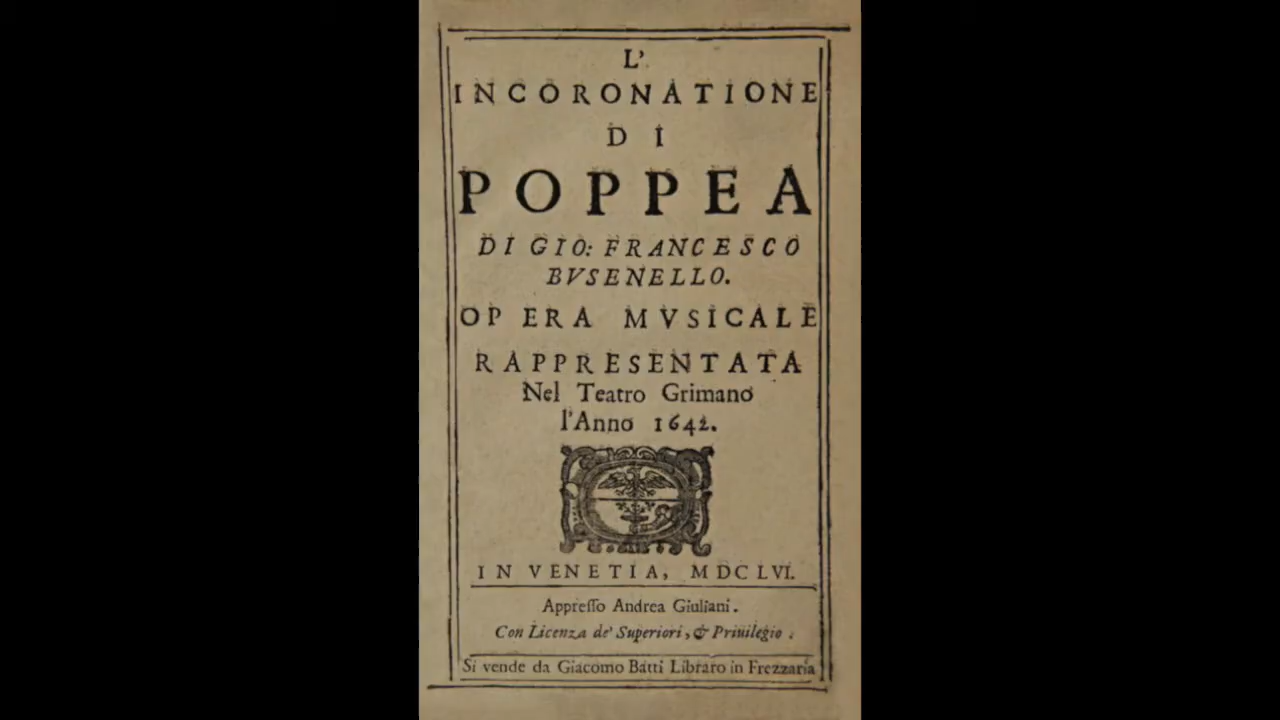 L'
INCORONATIONE
DI
POPPEA
DI GIO: FRANCESCO
BVSENELLO.
OPERA MVSICALE
RAPPRESENTATA
Nel Teatro Grimano
l'Anno 1642.
IN VENETIA, MDCLVI.
Appreſſo Andrea Giuliani.
Con Licenza de' Superiori, & Priuilegio.
Si vende da Giacomo Batti Libraro in Frezzaria